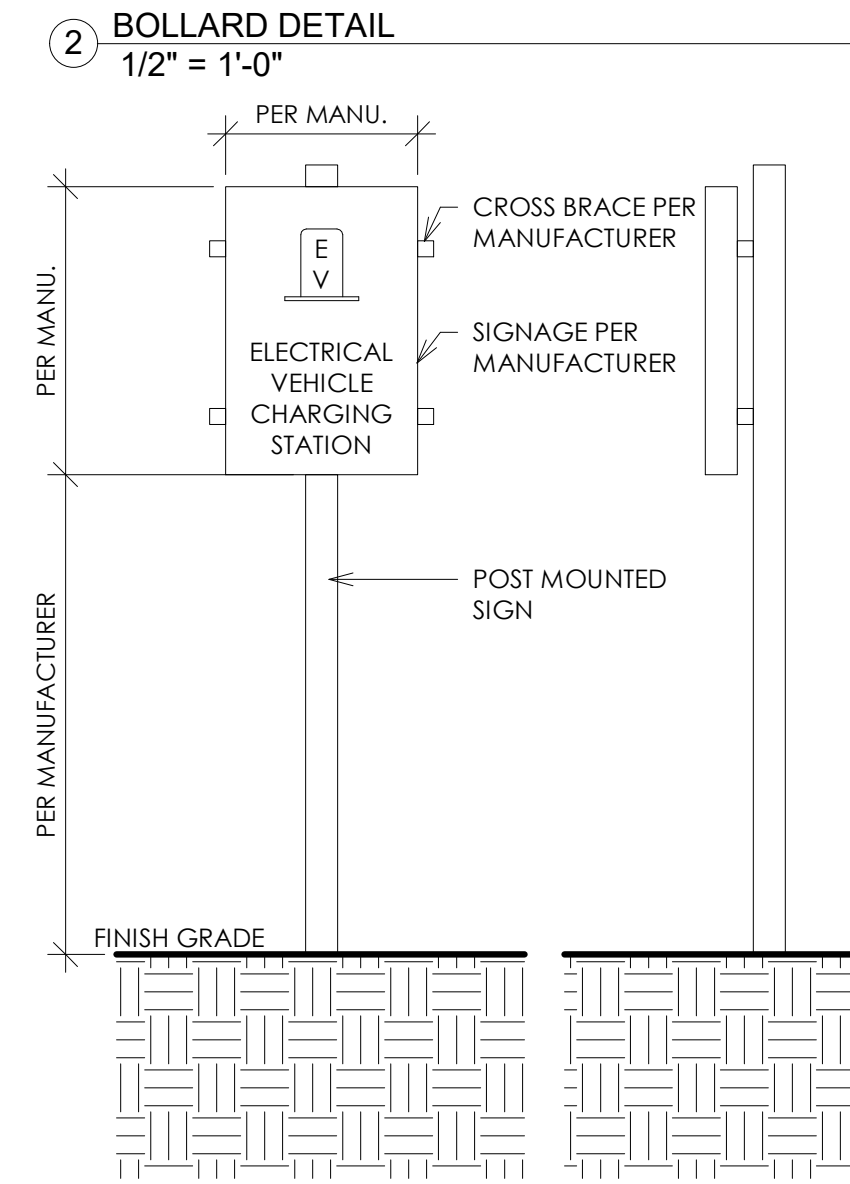 2 BOLLARD DETAIL
1/2" = 1'-0"
PER MANU.
PER MANU.
CROSS BRACE PER
MANUFACTURER
E
V
ELECTRICAL
VEHICLE
CHARGING
STATION
SIGNAGE PER
MANUFACTURER
POST MOUNTED
SIGN
PER MANUFACTURER
FINISH GRADE